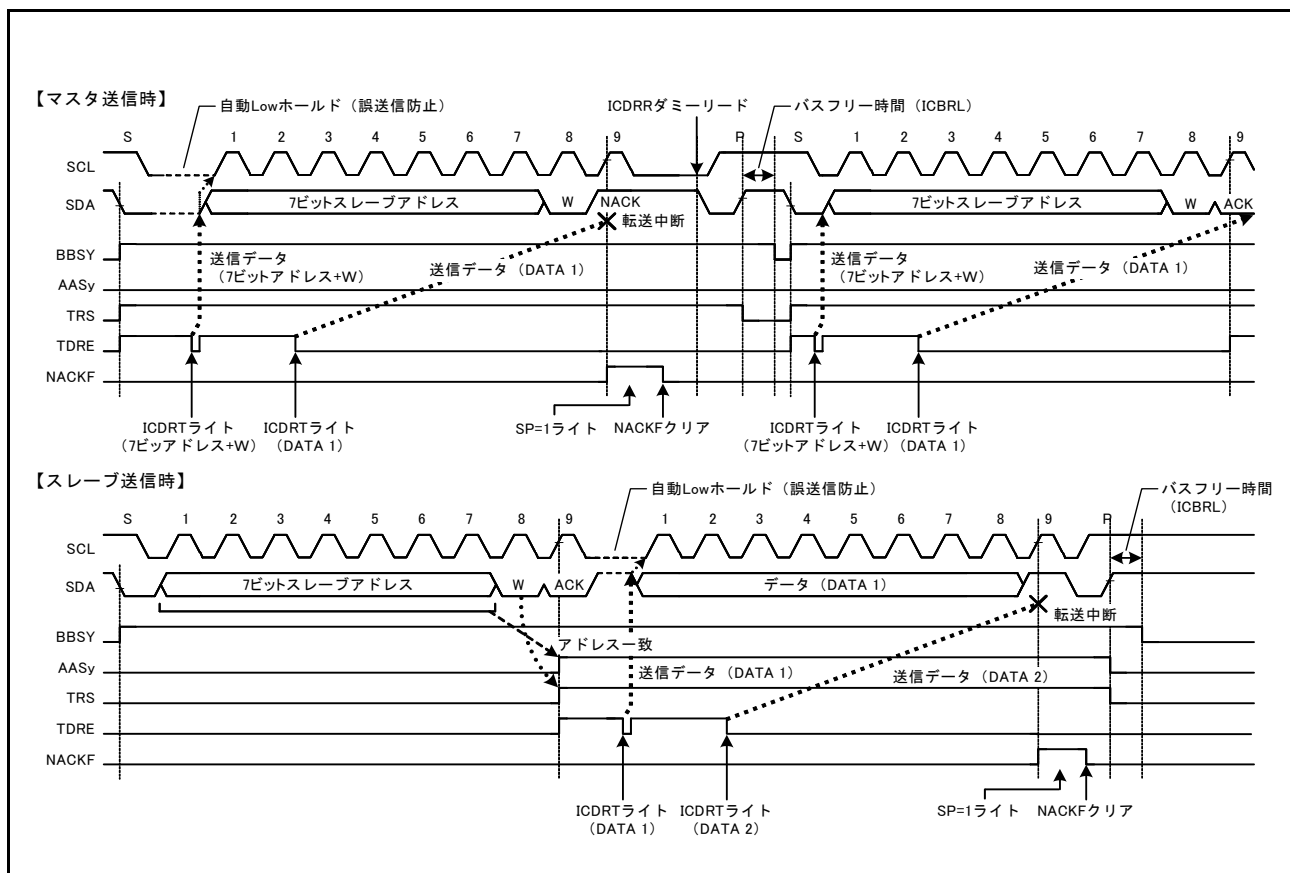 【マスタ送信時】
自動Lowホールド（誤送信防止）
ICDRRダミーリード
バスフリー時間（ICBRL）
S 1 2 3 4 5 6 7 8 9 P S 1 2 3 4 5 6 7 8 9
SCL
SDA 7ビットスレーブアドレス W NACK 7ビットスレーブアドレス W ACK
転送中断
BBSY
送信データ
（7ビットアドレス+W）
送信データ（DATA 1）
送信データ
（7ビットアドレス+W）
送信データ（DATA 1）
AASy
TRS
TDRE
NACKF
ICDRTライト
（7ビッアドレス+W）
ICDRTライト
（DATA 1）
SP=1ライト
NACKFクリア
ICDRTライト
（7ビットアドレス+W）
ICDRTライト
（DATA 1）
【スレーブ送信時】
自動Lowホールド（誤送信防止）
バスフリー時間
（ICBRL）
S 1 2 3 4 5 6 7 8 9 1 2 3 4 5 6 7 8 9 P
SCL
SDA 7ビットスレーブアドレス W ACK データ（DATA 1）
転送中断
BBSY
アドレス一致
AASy
送信データ（DATA 1）
送信データ（DATA 2）
TRS
TDRE
NACKF
ICDRTライト
（DATA 1）
ICDRTライト
（DATA 2）
SP=1ライト
NACKFクリア